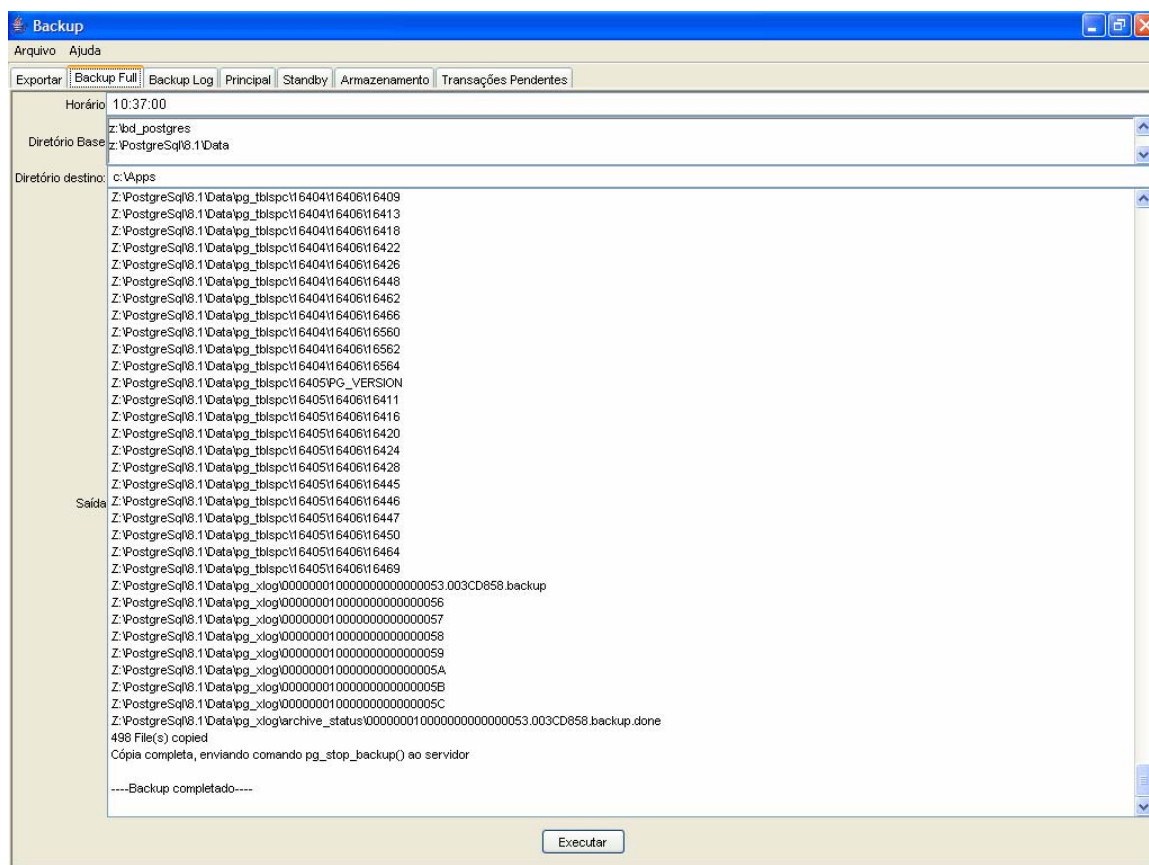 Backup
Arquivo Ajuda
Exportar Backup Full Backup Log Principal Standby Armazenamento Transações Pendentes
Horário 10:37:00
z:\bd_postgres
Diretório Base z:\PostgreSql\8.1\Data
Diretório destino: c:\Apps
Z:\PostgreSql\8.1\Data\pg_tblspc\16404\16406\16409
Z:\PostgreSql\8.1\Data\pg_tblspc\16404\16406\16413
Z:\PostgreSql\8.1\Data\pg_tblspc\16404\16406\16418
Z:\PostgreSql\8.1\Data\pg_tblspc\16404\16406\16422
Z:\PostgreSql\8.1\Data\pg_tblspc\16404\16406\16426
Z:\PostgreSql\8.1\Data\pg_tblspc\16404\16406\16448
Z:\PostgreSql\8.1\Data\pg_tblspc\16404\16406\16462
Z:\PostgreSql\8.1\Data\pg_tblspc\16404\16406\16466
Z:\PostgreSql\8.1\Data\pg_tblspc\16404\16406\16560
Z:\PostgreSql\8.1\Data\pg_tblspc\16404\16406\16562
Z:\PostgreSql\8.1\Data\pg_tblspc\16404\16406\16564
Z:\PostgreSql\8.1\Data\pg_tblspc\16405\PG_VERSION
Z:\PostgreSql\8.1\Data\pg_tblspc\16405\16406\16411
Z:\PostgreSql\8.1\Data\pg_tblspc\16405\16406\16416
Z:\PostgreSql\8.1\Data\pg_tblspc\16405\16406\16420
Z:\PostgreSql\8.1\Data\pg_tblspc\16405\16406\16424
Z:\PostgreSql\8.1\Data\pg_tblspc\16405\16406\16428
Z:\PostgreSql\8.1\Data\pg_tblspc\16405\16406\16445
Saída Z:\PostgreSql\8.1\Data\pg_tblspc\16405\16406\16446
Z:\PostgreSql\8.1\Data\pg_tblspc\16405\16406\16447
Z:\PostgreSql\8.1\Data\pg_tblspc\16405\16406\16450
Z:\PostgreSql\8.1\Data\pg_tblspc\16405\16406\16464
Z:\PostgreSql\8.1\Data\pg_tblspc\16405\16406\16469
Z:\PostgreSql\8.1\Data\pg_xlog\000000010000000000000053.003CD858.backup
Z:\PostgreSql\8.1\Data\pg_xlog\000000010000000000000056
Z:\PostgreSql\8.1\Data\pg_xlog\000000010000000000000057
Z:\PostgreSql\8.1\Data\pg_xlog\000000010000000000000058
Z:\PostgreSql\8.1\Data\pg_xlog\000000010000000000000059
Z:\PostgreSql\8.1\Data\pg_xlog\00000001000000000000005A
Z:\PostgreSql\8.1\Data\pg_xlog\00000001000000000000005B
Z:\PostgreSql\8.1\Data\pg_xlog\00000001000000000000005C
Z:\PostgreSql\8.1\Data\pg_xlog\archive_status\000000010000000000000053.003CD858.backup.done
498 File(s) copied
Cópia completa, enviando comando pg_stop_backup() ao servidor
----Backup completado----
Executar